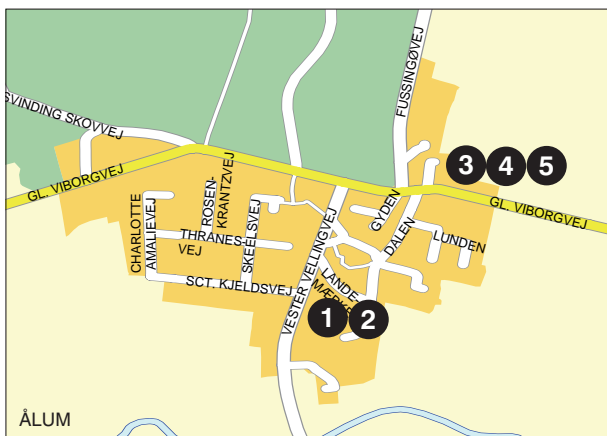 SVINDING SKOVVEJ
FUSSINGØVEJ
GL. VIBORGVEJ
3 4 5
GL. VIBORGVEJ
CHARLOTTE
AMALIEVEJ
ROSEN-
KRANTZVEJ
THRANES-
VEJ
SKEELSVEJ
SCT. KJELDSVEJ
VESTER VELLINGVEJ
GYDEN
DALEN
LUNDEN
LANDE-
1 2
ÅLUM